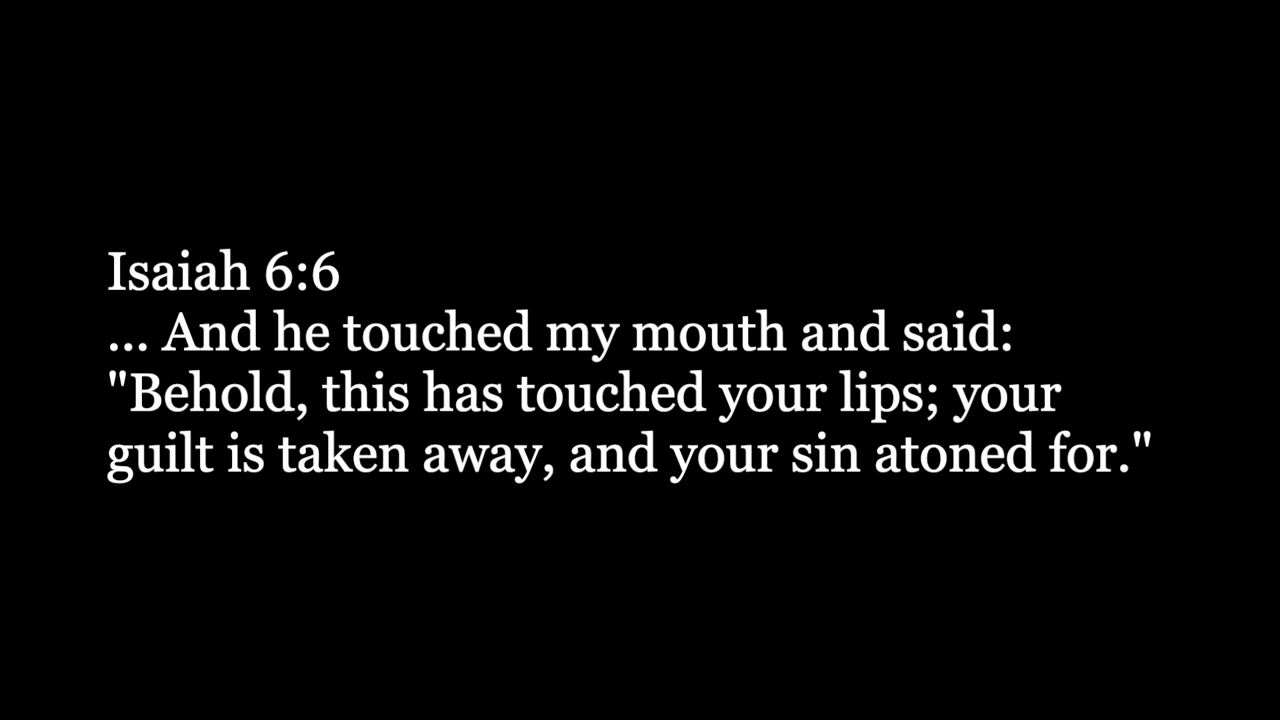 Isaiah 6:6
... And he touched my mouth and said:
"Behold, this has touched your lips; your
guilt is taken away, and your sin atoned for."